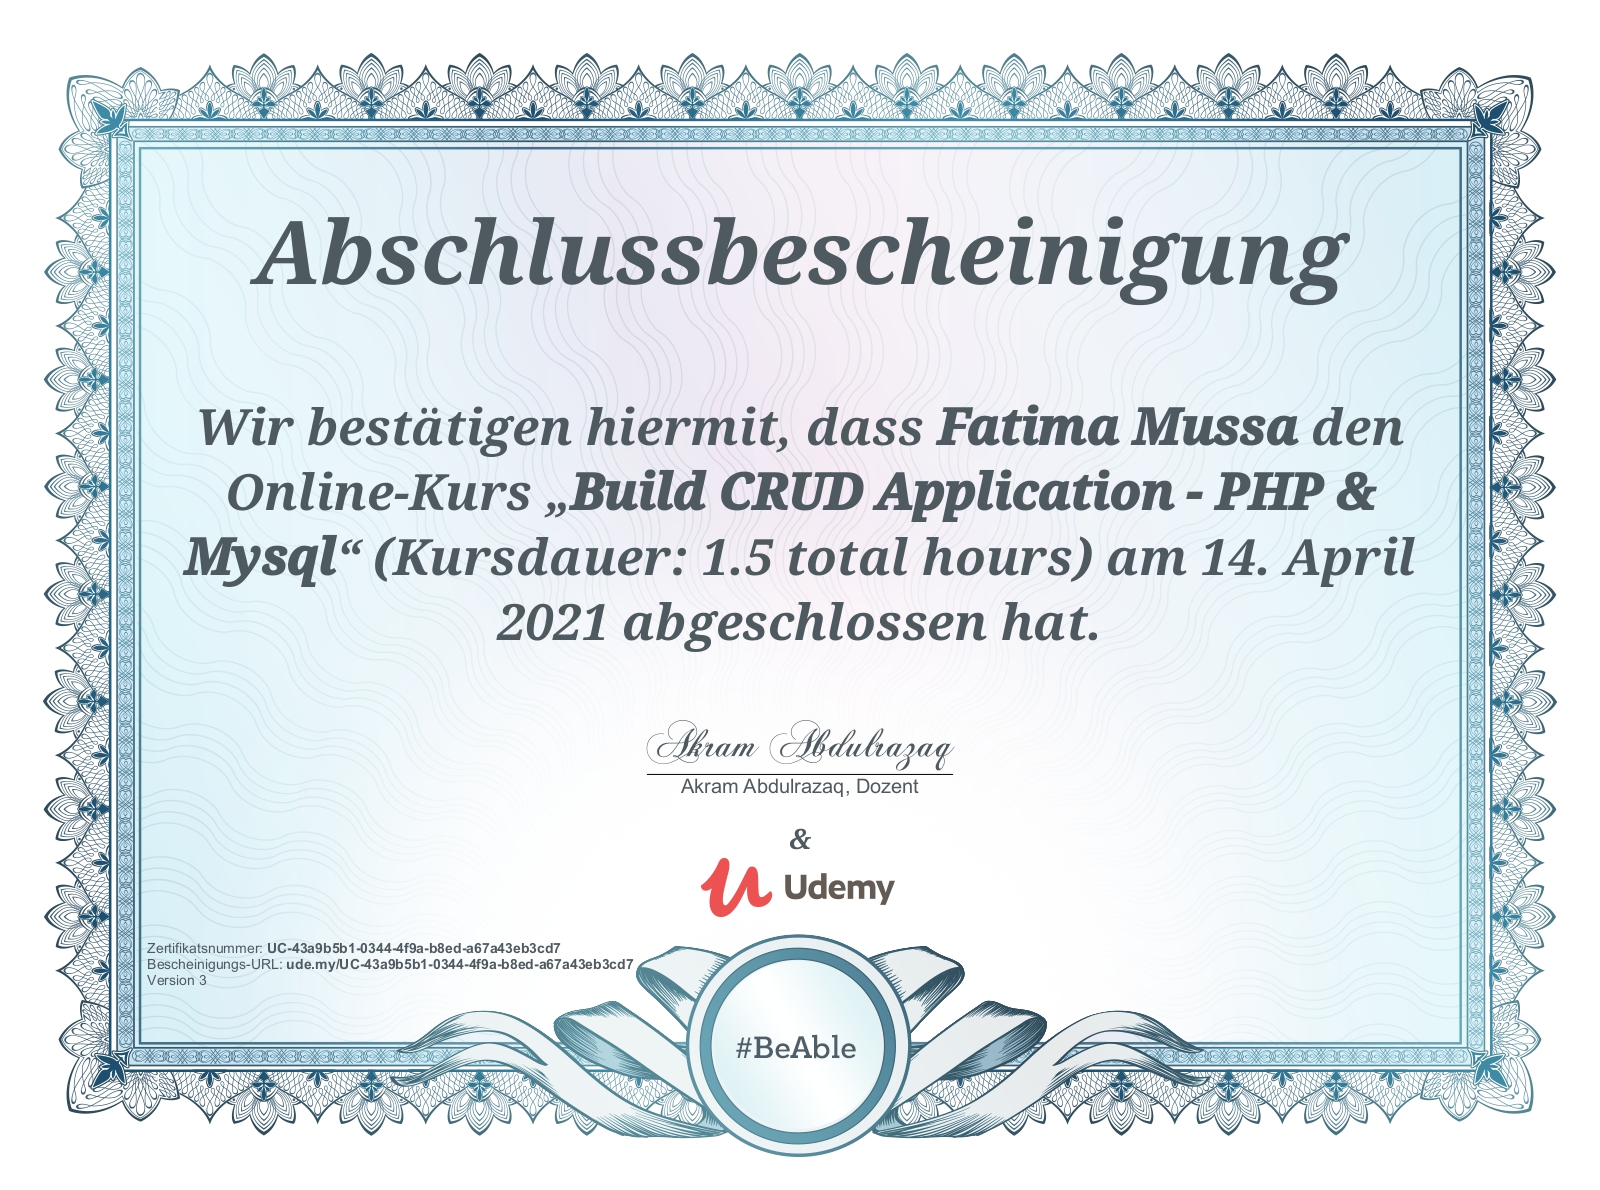 Abschlussbescheinigung
Wir bestätigen hiermit, dass Fatima Mussa den
Online-Kurs „Build CRUD Application - PHP &
Mysql“ (Kursdauer: 1.5 total hours) am 14. April
2021 abgeschlossen hat.
Akram Abdulrazaq
Akram Abdulrazaq, Dozent
&
Udemy
Zertifikatsnummer: UC-43a9b5b1-0344-4f9a-b8ed-a67a43eb3cd7
Bescheinigungs-URL: ude.my/UC-43a9b5b1-0344-4f9a-b8ed-a67a43eb3cd7
Version 3
#BeAble